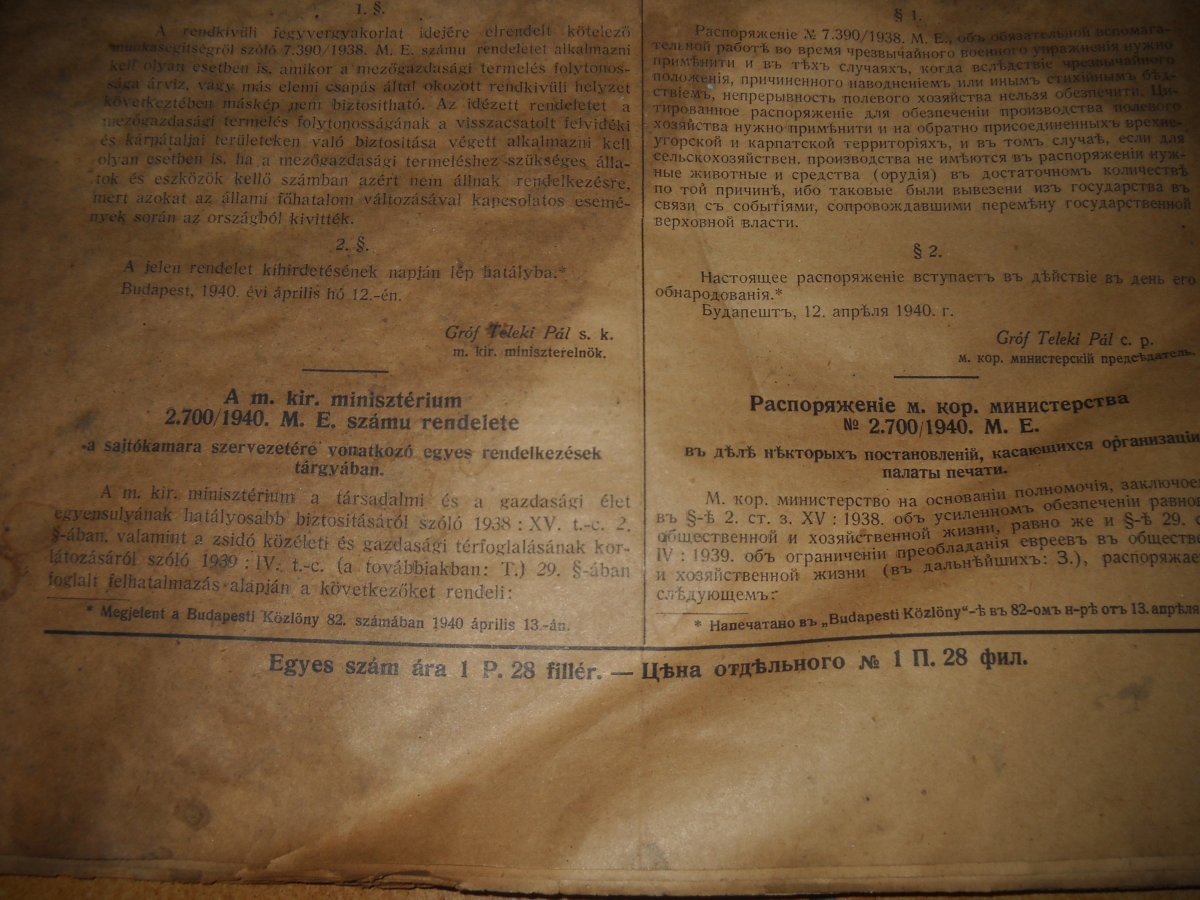 1. §.
A rendkívüli fegyvergyakorlat idejére elrendelt kötelező
munkasegítségről szóló 7.390/1938. M. E. számu rendeletet alkalmazni
kell olyan esetben is, amikor a mezőgazdasági termelés folytonos-
sága árvíz, vagy más elemi csapás által okozott rendkivüli helyzet
következtében máskép nem biztosítható. Az idézett rendeletet a
mezőgazdasági termelés folytonosságának a visszacsatolt felvidéki
és kárpátaljai területeken való biztosítása végett alkalmazni kell
olyan esetben is, ha a mezőgazdasági termeléshez szükséges álla-
tok és eszközök kellő számban azért nem állnak rendelkezésre,
mert azokat az állami főhatalom változásával kapcsolatos esemé-
nyek során az országból kivitték.
2. §.
A jelen rendelet kihirdetésének napján lép hatályba.*
Budapest, 1940. évi április hó 12.-én.
Gróf Teleki Pál s. k.
m. kir. miniszterelnök.
A m. kir. minisztérium
2.700/1940. M. E. számu rendelete
a sajtókamara szervezetére vonatkozó egyes rendelkezések
tárgyában.
A m. kir. minisztérium a társadalmi és a gazdasági élet
egyensulyának hatályosabb biztositásáról szóló 1938 : XV. t.-c. 2.
§-ában, valamint a zsidó közéleti és gazdasági térfoglalásának kor-
látozásáról szóló 1939 : IV. t.-c. (a továbbiakban: T.) 29. §-ában
foglalt felhatalmazás alapján a következőket rendeli:
* Megjelent a Budapesti Közlöny 82. számában 1940 április 13.-án.
§ 1.
Распоряженіе № 7.390/1938. М. Е., объ обязательной вспомага-
тельной работѣ во время чрезвычайного военного упражненія нужно
примѣнити и въ тѣхъ случаяхъ, когда вслѣдствіе чрезвычайного
положенія, причиненного наводненіемъ или инымъ стихійнымъ бѣд-
ствіемъ, непрерывность полевого хозяйства нельзя обезпечити. Ци-
тированное распоряженіе для обезпеченія производства полевого
хозяйства нужно примѣнити и на обратно присоединенныхъ врехне-
угорской и карпатской территоріяхъ, и въ томъ случаѣ, если для
сельскохозяйствен. производства не имѣются въ распоряженіи нуж-
ные животные и средства (орудія) въ достаточномъ количествѣ
по той причинѣ, ибо таковые были вывезени изъ государства въ
связи съ событіями, сопровождавшими перемѣну государственной
верховной власти.
§ 2.
Настоящее распоряженіе вступаетъ въ дѣйствіе въ день его
обнародованія.*
Будапештъ, 12. апрѣля 1940. г.
Gróf Teleki Pál с. р.
м. кор. министерскій предсѣдатель.
Распоряженіе м. кор. министерства
№ 2.700/1940. М. Е.
въ дѣлѣ нѣкторыхъ постановленій, касающихся организаціи
палаты печати.
М. кор. министерство на основаніи полномочія, заключое
въ §-ѣ 2. ст. з. XV : 1938. объ усиленномъ обезпеченіи равнов
общественной и хозяйственной жизни, равно же и §-ѣ 29. с
IV : 1939. объ ограниченіи преобладанія евреевъ въ обществе
и хозяйственной жизни (въ дальнѣйшихъ: З.), распоряжае
слѣдующемъ:
* Напечатано въ „Budapesti Közlöny“-ѣ въ 82-омъ н-рѣ отъ 13. апрѣля
Egyes szám ára 1 P. 28 fillér. — Цѣна отдѣльного № 1 П. 28 фил.